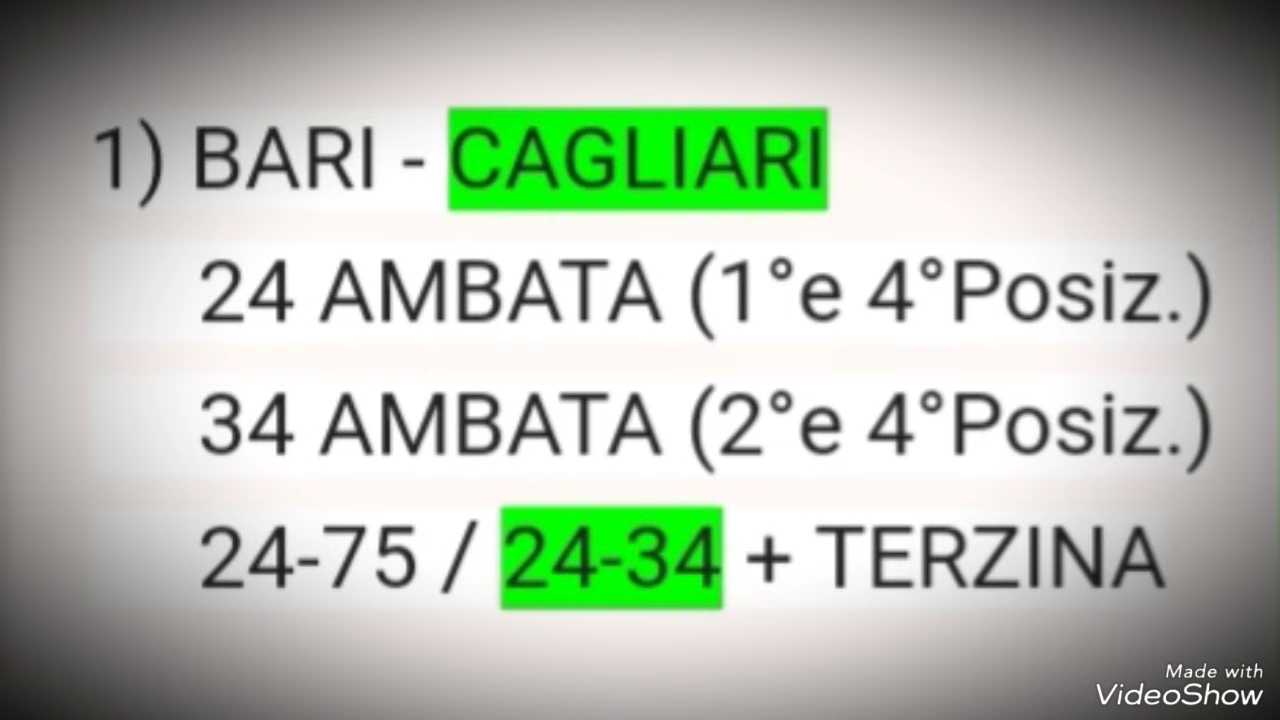 1) BARI - CAGLIARI
24 AMBATA (1°e 4°Posiz.)
34 AMBATA (2°e 4°Posiz.)
24-75 / 24-34 + TERZINA
Made with
VideoShow